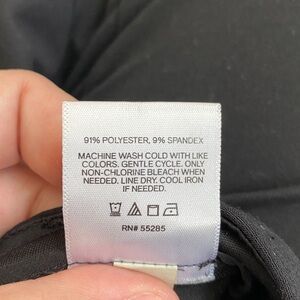 91% POLYESTER, 9% SPANDEX
MACHINE WASH COLD WITH LIKE
COLORS. GENTLE CYCLE. ONLY
NON-CHLORINE BLEACH WHEN
NEEDED. LINE DRY. COOL IRON
IF NEEDED.
RN# 55285